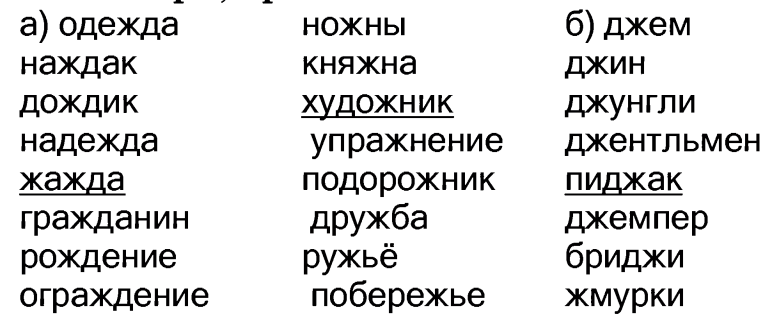 а) одежда ножны б) джем
наждак княжна джин
дождик художник джунгли
надежда упражнение джентльмен
жажда подорожник пиджак
гражданин дружба джемпер
рождение ружьё бриджи
ограждение побережье жмурки